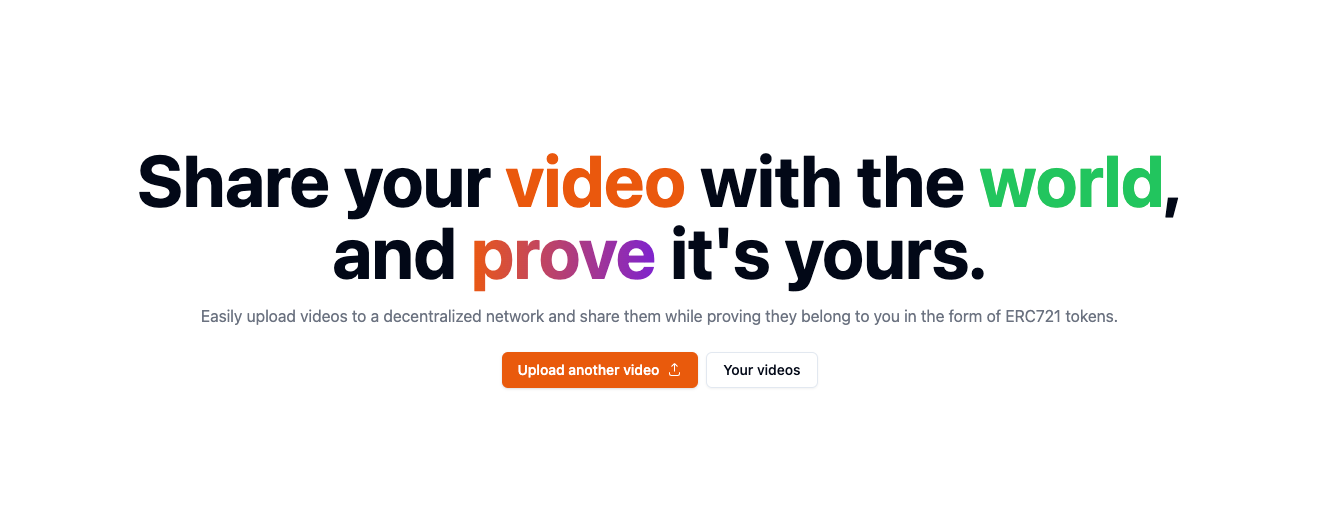 Share your video with the world,
and prove it's yours.
Easily upload videos to a decentralized network and share them while proving they belong to you in the form of ERC721 tokens.
Upload another video
Your videos